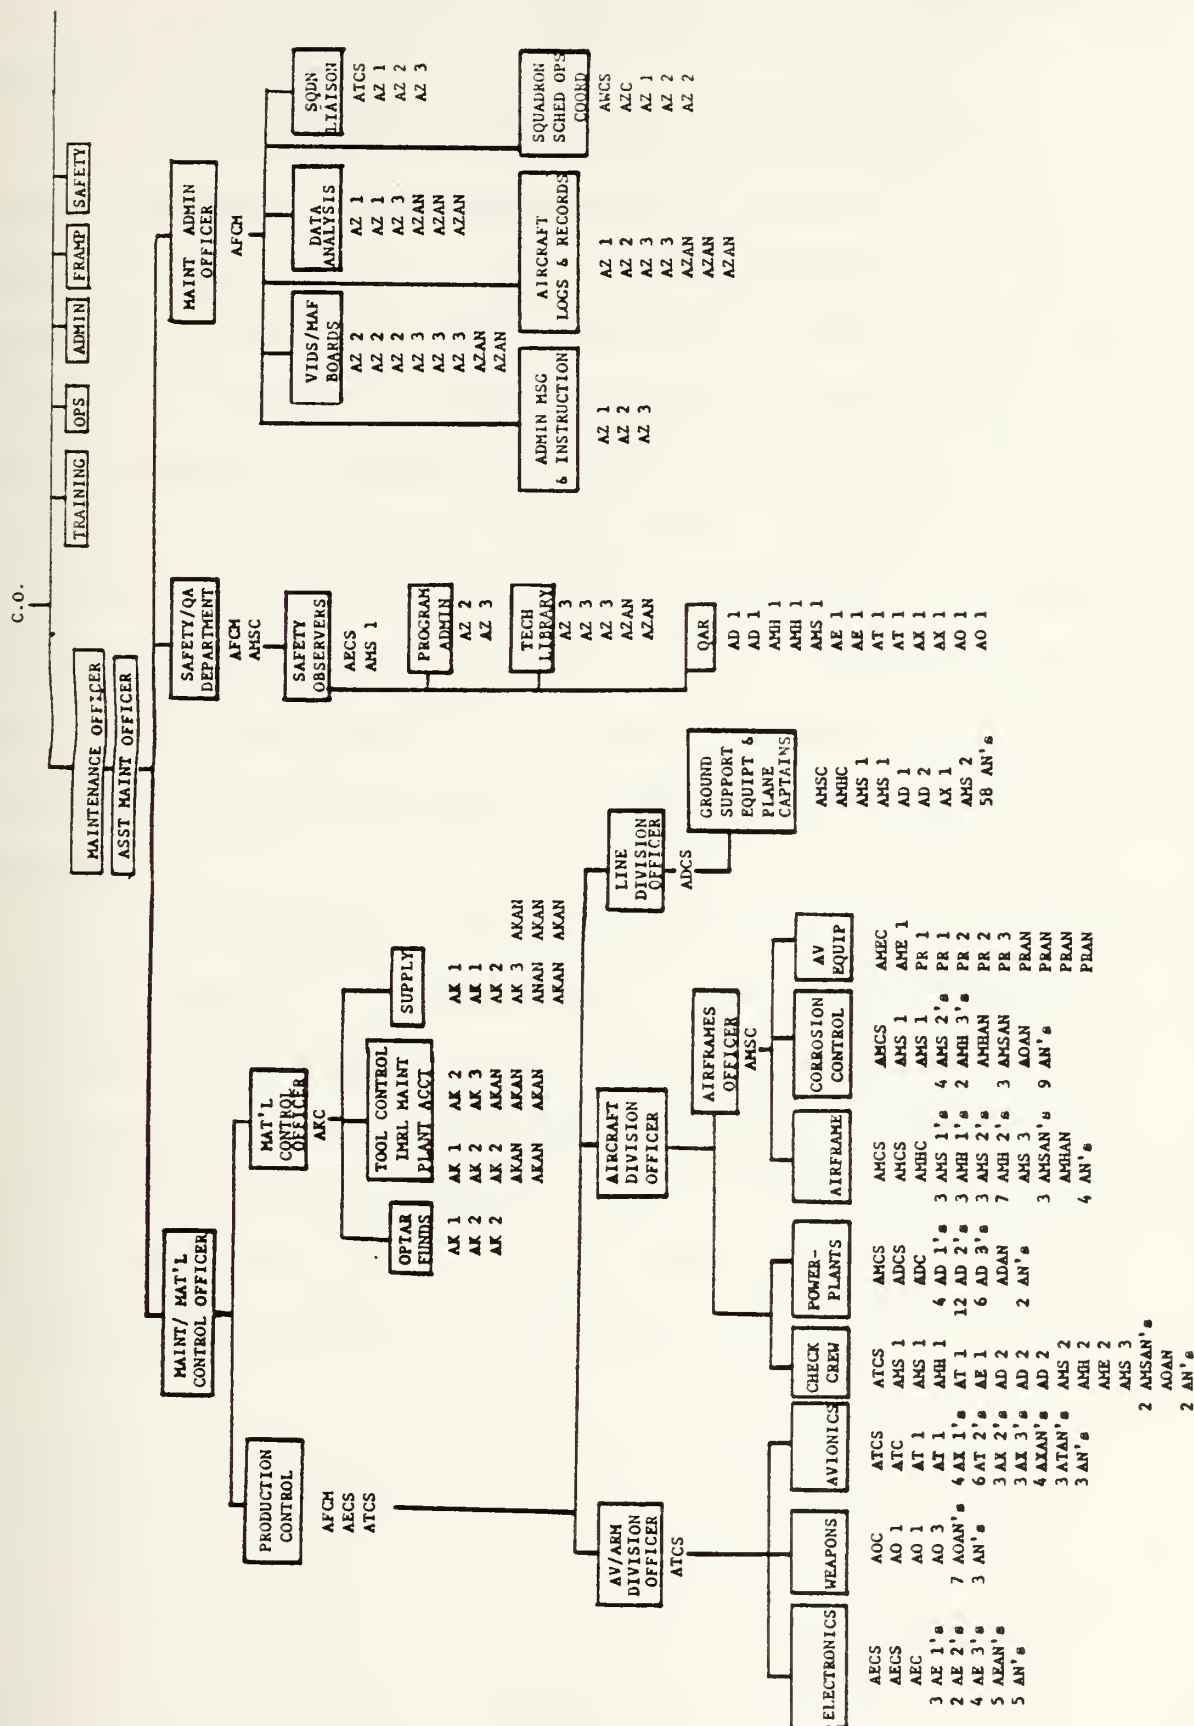 C.O.
TRAINING
OPS
ADMIN
FRAMP
SAFETY
MAINTENANCE OFFICER
ASST MAINT OFFICER
MAINT/ MAT'L
CONTROL OFFICER
SAFETY/QA
DEPARTMENT
AFCM
AMSC
MAINT ADMIN
OFFICER
AFCM
PRODUCTION
CONTROL
AFCM
AECS
ATCS
MAT'L
CONTROL
OFFICER
AKC
OPTAR
FUNDS
AK 1
AK 2
AK 2
TOOL CONTROL
IMRL MAINT
PLANT ACCT
AK 1 AK 2
AK 2 AK 3
AK 2 AKAN
AKAN AKAN
AKAN AKAN
SUPPLY
AK 1
AK 1
AK 2
AK 3 AKAN
ANAN AKAN
AKAN AKAN
SAFETY
OBSERVERS
AECS
AMS 1
PROGRAM
ADMIN
AZ 2
AZ 3
TECH
LIBRARY
AZ 3
AZ 3
AZ 3
AZAN
AZAN
QAR
AD 1
AD 1
AMH 1
AMH 1
AMS 1
AE 1
AE 1
AT 1
AT 1
AX 1
AX 1
AO 1
AO 1
VIDS/MAF
BOARDS
AZ 2
AZ 2
AZ 2
AZ 3
AZ 3
AZ 3
AZAN
AZAN
DATA
ANALYSIS
AZ 1
AZ 1
AZ 3
AZAN
AZAN
AZAN
SQDN
LIAISON
ATCS
AZ 1
AZ 2
AZ 3
ADMIN MSG
& INSTRUCTION
AZ 1
AZ 2
AZ 3
AIRCRAFT
LOGS & RECORDS
AZ 1
AZ 2
AZ 3
AZ 3
AZAN
AZAN
AZAN
SQUADRON
SCHED OPS
COORD
AWCS
AZC
AZ 1
AZ 2
AZ 2
AV/ARM
DIVISION
OFFICER
ATCS
AIRCRAFT
DIVISION
OFFICER
LINE
DIVISION
OFFICER
ADCS
GROUND
SUPPORT
EQUIPT &
PLANE
CAPTAINS
AMSC
AMHC
AMS 1
AMS 1
AD 1
AD 2
AX 1
AMS 2
58 AN's
AIRFRAMES
OFFICER
AMSC
ELECTRONICS
AECS
AECS
AEC
3 AE 1's
2 AE 2's
4 AE 3's
5 AEAN's
5 AN's
WEAPONS
AOC
AO 1
AO 1
AO 3
7 AOAN's
3 AN's
AVIONICS
ATCS
ATC
AT 1
AT 1
4 AX 1's
6 AT 2's
3 AX 2's
3 AX 3's
4 AXAN's
3 ATAN's
3 AN's
CHECK
CREW
ATCS
AMS 1
AMS 1
AMH 1
AT 1
AE 1
AD 2
AD 2
AD 2
AMS 2
AMH 2
AME 2
AMS 3
2 AMSAN's
AOAN
2 AN's
POWER-
PLANTS
AMCS
ADCS
ADC
4 AD 1's
12 AD 2's
6 AD 3's
ADAN
2 AN's
AIRFRAME
AMCS
AMCS
AMHC
3 AMS 1's
3 AMH 1's
3 AMS 2's
7 AMH 2's
AMS 3
3 AMSAN's
AMHAN
4 AN's
CORROSION
CONTROL
AMCS
AMS 1
AMS 1
4 AMS 2's
2 AMH 3's
AMHAN
3 AMSAN
AOAN
9 AN's
AV
EQUIP
AMEC
AME 1
PR 1
PR 1
PR 2
PR 2
PR 3
PRAN
PRAN
PRAN
PRAN